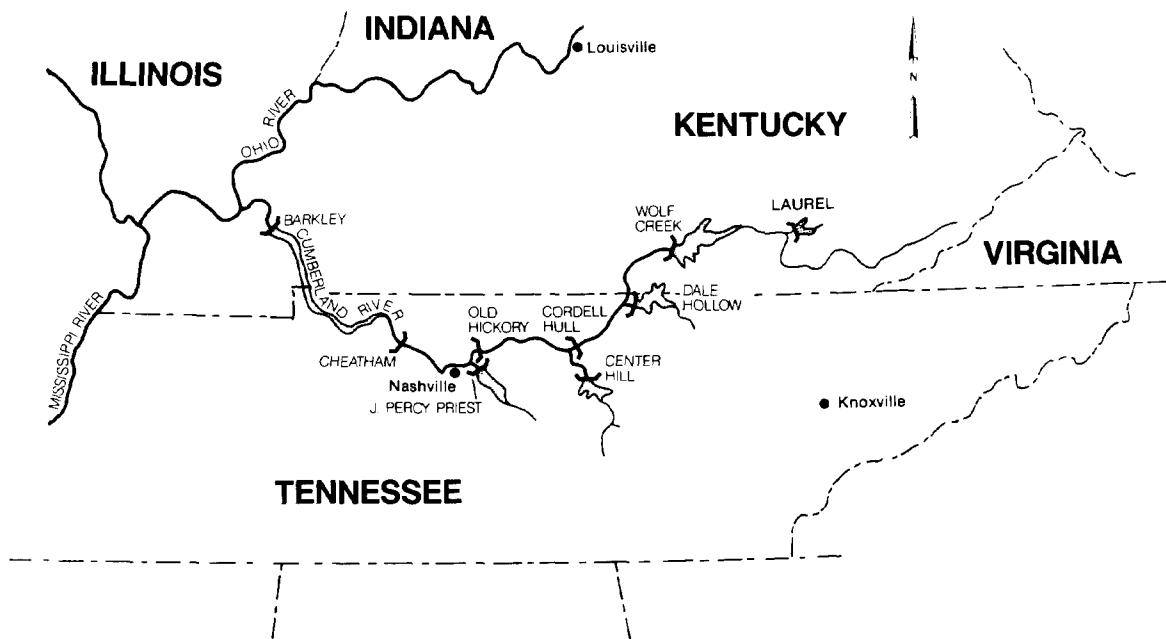 INDIANA
Louisville
ILLINOIS
N
OHIO RIVER
KENTUCKY
BARKLEY
WOLF
CREEK
LAUREL
VIRGINIA
CUMBERLAND RIVER
DALE
HOLLOW
MISSISSIPPI RIVER
OLD
HICKORY
CORDELL
HULL
CHEATHAM
CENTER
HILL
Nashville
J. PERCY PRIEST
Knoxville
TENNESSEE